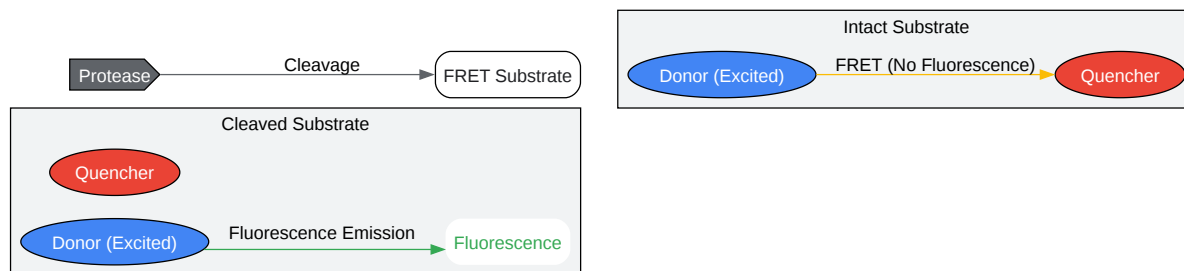 Protease
Cleavage
FRET Substrate
Cleaved Substrate
Quencher
Donor (Excited)
Fluorescence Emission
Fluorescence
Intact Substrate
Donor (Excited)
FRET (No Fluorescence)
Quencher